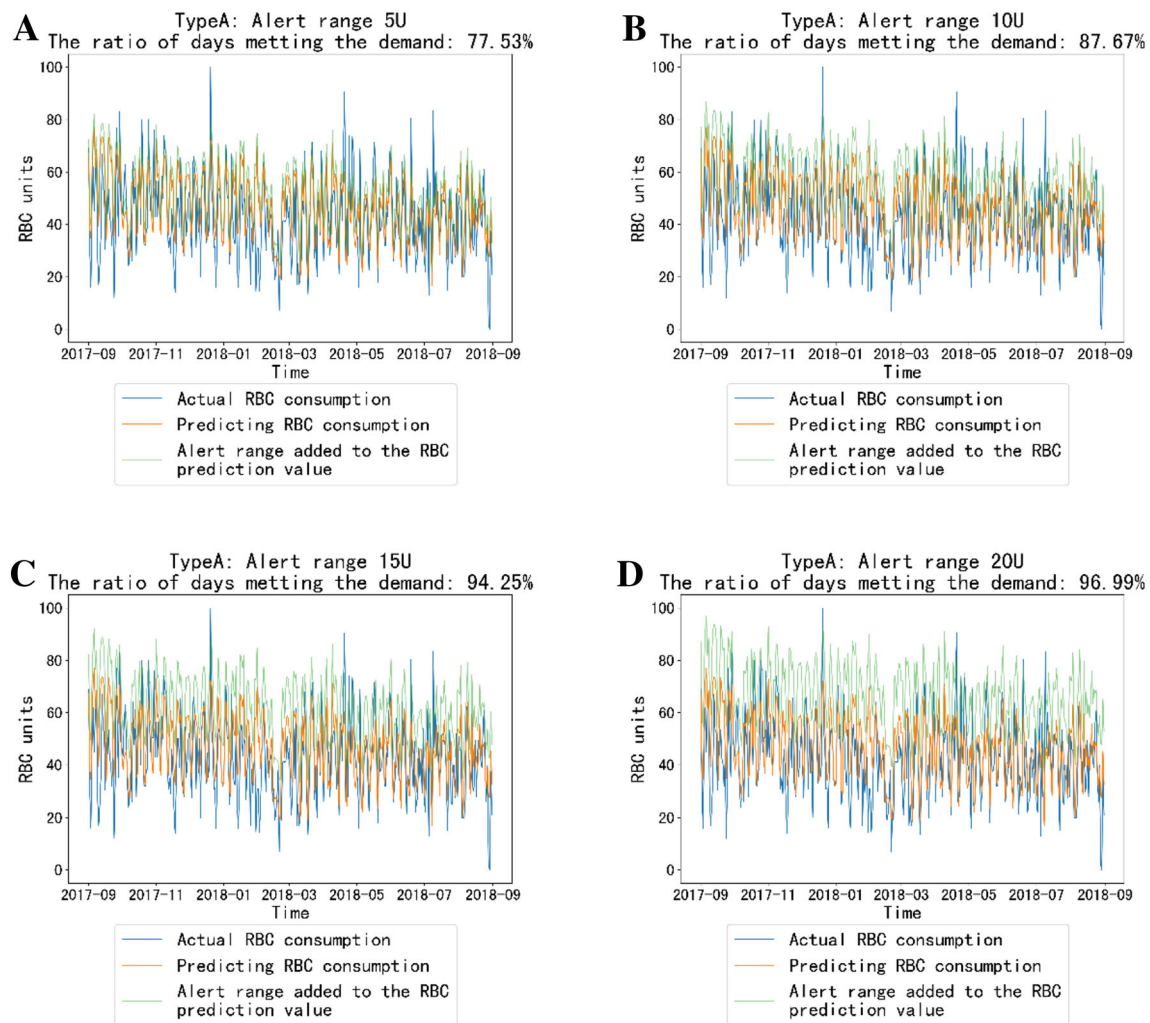 A
TypeA: Alert range 5U
The ratio of days metting the demand: 77.53%
RBC units
100
80
60
40
20
0
2017-09 2017-11 2018-01 2018-03 2018-05 2018-07 2018-09
Time
Actual RBC consumption
Predicting RBC consumption
Alert range added to the RBC
prediction value
B
TypeA: Alert range 10U
The ratio of days metting the demand: 87.67%
RBC units
100
80
60
40
20
0
2017-09 2017-11 2018-01 2018-03 2018-05 2018-07 2018-09
Time
Actual RBC consumption
Predicting RBC consumption
Alert range added to the RBC
prediction value
C
TypeA: Alert range 15U
The ratio of days metting the demand: 94.25%
RBC units
100
80
60
40
20
0
2017-09 2017-11 2018-01 2018-03 2018-05 2018-07 2018-09
Time
Actual RBC consumption
Predicting RBC consumption
Alert range added to the RBC
prediction value
D
TypeA: Alert range 20U
The ratio of days metting the demand: 96.99%
RBC units
100
80
60
40
20
0
2017-09 2017-11 2018-01 2018-03 2018-05 2018-07 2018-09
Time
Actual RBC consumption
Predicting RBC consumption
Alert range added to the RBC
prediction value